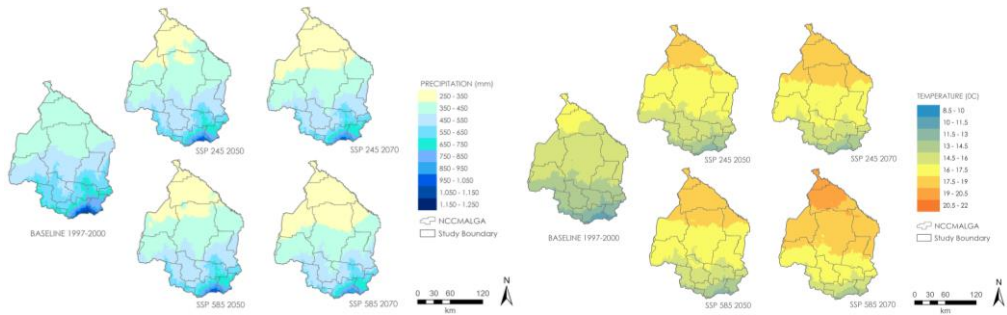 SSP 245 2050
SSP 245 2070
BASELINE 1997-2000
SSP 585 2050
SSP 585 2070
PRECIPITATION (mm)
250 - 350
350 - 450
450 - 550
550 - 650
650 - 750
750 - 850
850 - 950
950 - 1.050
1.050 - 1.150
1.150 - 1.250
NCCMALGA
Study Boundary
N
0 30 60 120
km
SSP 245 2050
SSP 245 2070
BASELINE 1997-2000
SSP 585 2050
SSP 585 2070
TEMPERATURE (0C)
8.5 - 10
10 - 11.5
11.5 - 13
13 - 14.5
14.5 - 16
16 - 17.5
17.5 - 19
19 - 20.5
20.5 - 22
NCCMALGA
Study Boundary
N
0 30 60 120
km